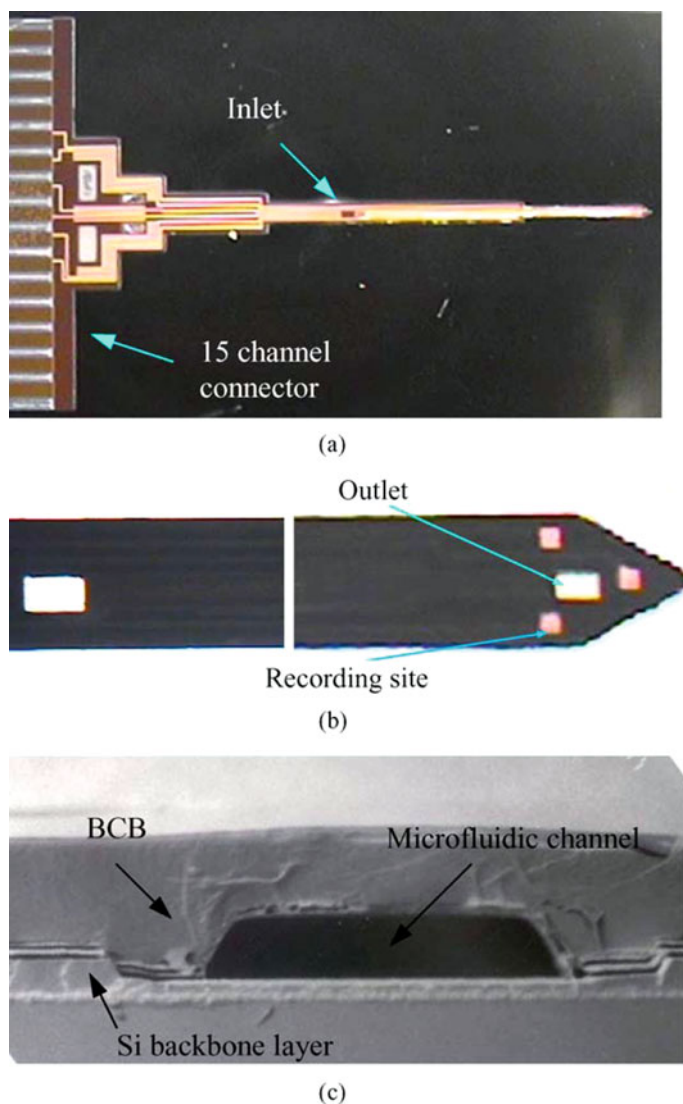 Inlet
15 channel
connector
(a)
Outlet
Recording site
(b)
BCB
Microfluidic channel
Si backbone layer
(c)